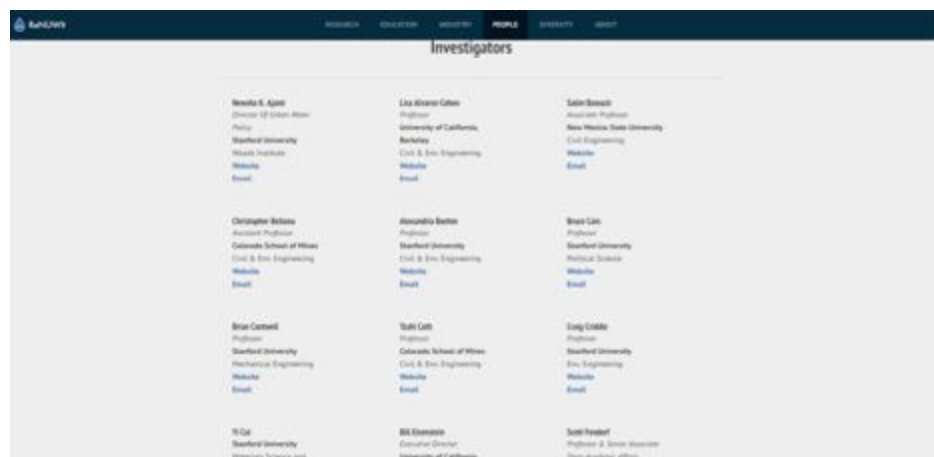 ReNUWIt
RESEARCH EDUCATION INDUSTRY PEOPLE DIVERSITY ABOUT
Investigators
Newsha K. Ajami
Director Of Urban Water
Policy
Stanford University
Woods Institute
Website
Email
Lisa Alvarez-Cohen
Professor
University of California,
Berkeley
Civil & Env. Engineering
Website
Email
Salim Bawazir
Associate Professor
New Mexico State University
Civil Engineering
Website
Email
Christopher Bellona
Assistant Professor
Colorado School of Mines
Civil & Env. Engineering
Website
Email
Alexandria Boehm
Professor
Stanford University
Civil & Env. Engineering
Website
Email
Bruce Cain
Professor
Stanford University
Political Science
Website
Email
Brian Cantwell
Professor
Stanford University
Mechanical Engineering
Website
Email
Tzahi Cath
Professor
Colorado School of Mines
Civil & Env. Engineering
Website
Email
Craig Criddle
Professor
Stanford University
Env. Engineering
Website
Email
Yi Cui
Stanford University
Materials Science and
Bill Eisenstein
Executive Director
University of California,
Scott Fendorf
Professor & Senior Associate
Dean Academic Affairs